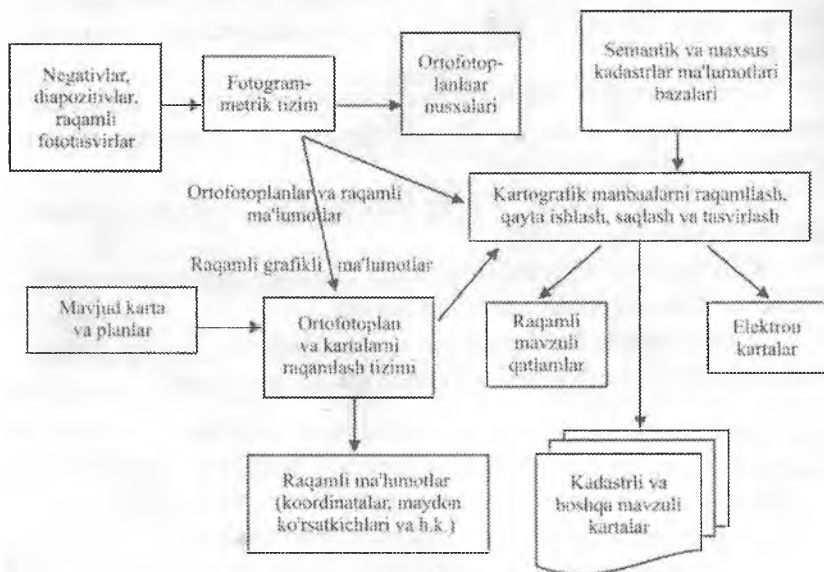 Negativlar,
diapozitivlar,
raqamli
fototasvirlar
Fotogram-
metrik tizim
Ortofotop-
lanlaar
nusxalari
Semantik va maxsus
kadastrlar ma'lumotlari
bazalari
Ortofotoplanlar va raqamli
ma'lumotlar
Kartografik manbaalarni raqamllash,
qayta ishlash, saqlash va tasvirlash
Raqamli grafikli ma'lumotlar
Mavjud karta
va planlar
Ortofotoplan
va kartalarni
raqamlash tizimi
Raqamli
mavzuli
qatlamlar
Elektron
kartalar
Raqamli ma'lumotlar
(koordinatalar, maydon
ko'rsatkichlari va h.k.)
Kadastrli va
boshqa mavzuli
kartalar